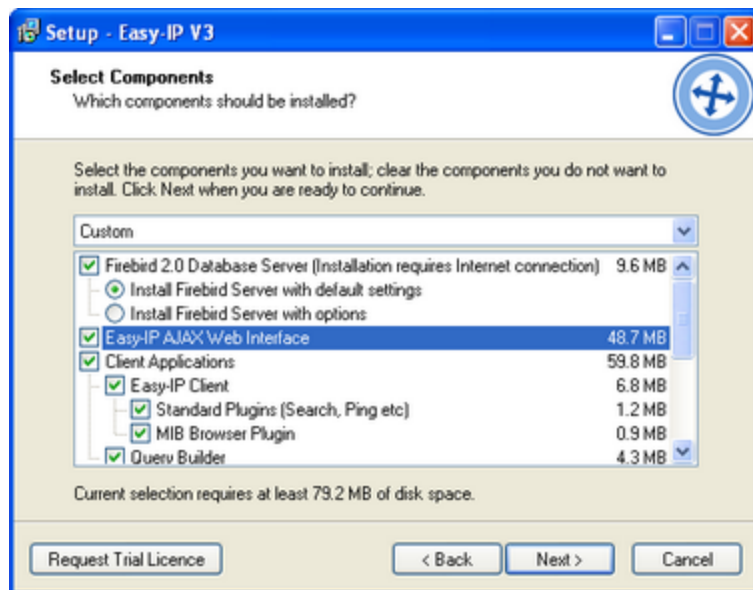 Setup - Easy-IP V3
Select Components
Which components should be installed?
Select the components you want to install; clear the components you do not want to
install. Click Next when you are ready to continue.
Custom
Firebird 2.0 Database Server (Installation requires Internet connection) 9.6 MB
Install Firebird Server with default settings
Install Firebird Server with options
Easy-IP AJAX Web Interface 48.7 MB
Client Applications 59.8 MB
Easy-IP Client 6.8 MB
Standard Plugins (Search, Ping etc) 1.2 MB
MIB Browser Plugin 0.9 MB
Query Builder 4.3 MB
Current selection requires at least 79.2 MB of disk space.
Request Trial Licence < Back Next > Cancel